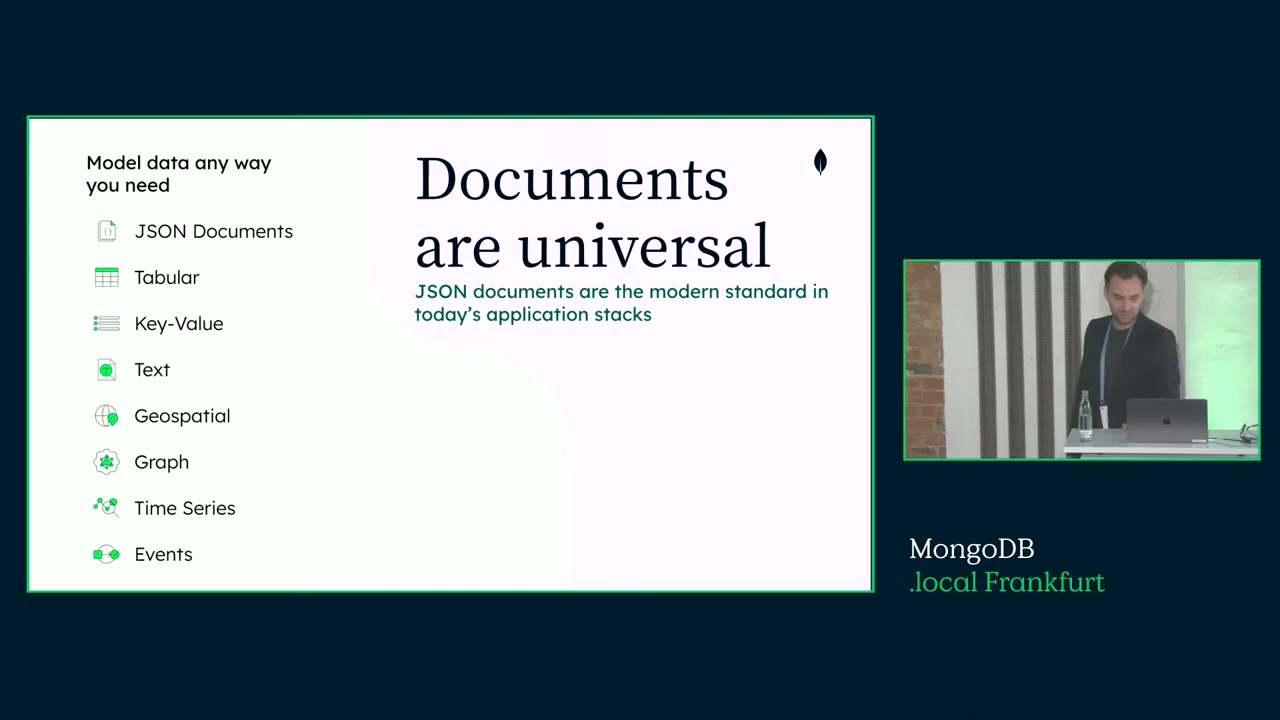 Model data any way
you need
JSON Documents
Tabular
Key-Value
Text
Geospatial
Graph
Time Series
Events
Documents
are universal
JSON documents are the modern standard in
today's application stacks
MongoDB
.local Frankfurt